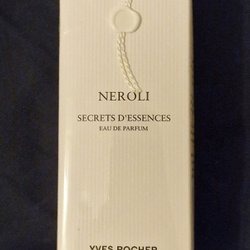 NEROLI
SECRETS D'ESSENCES
EAU DE PARFUM
YVES ROCHER